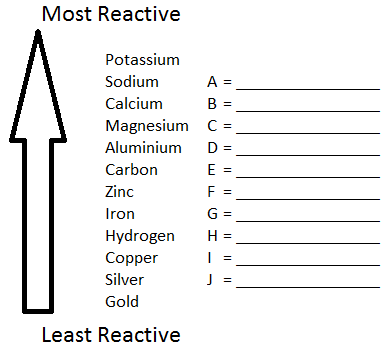 Most Reactive
Potassium
Sodium A = ____________________
Calcium B = ____________________
Magnesium C = ____________________
Aluminium D = ____________________
Carbon E = ____________________
Zinc F = ____________________
Iron G = ____________________
Hydrogen H = ____________________
Copper I = ____________________
Silver J = ____________________
Gold
Least Reactive